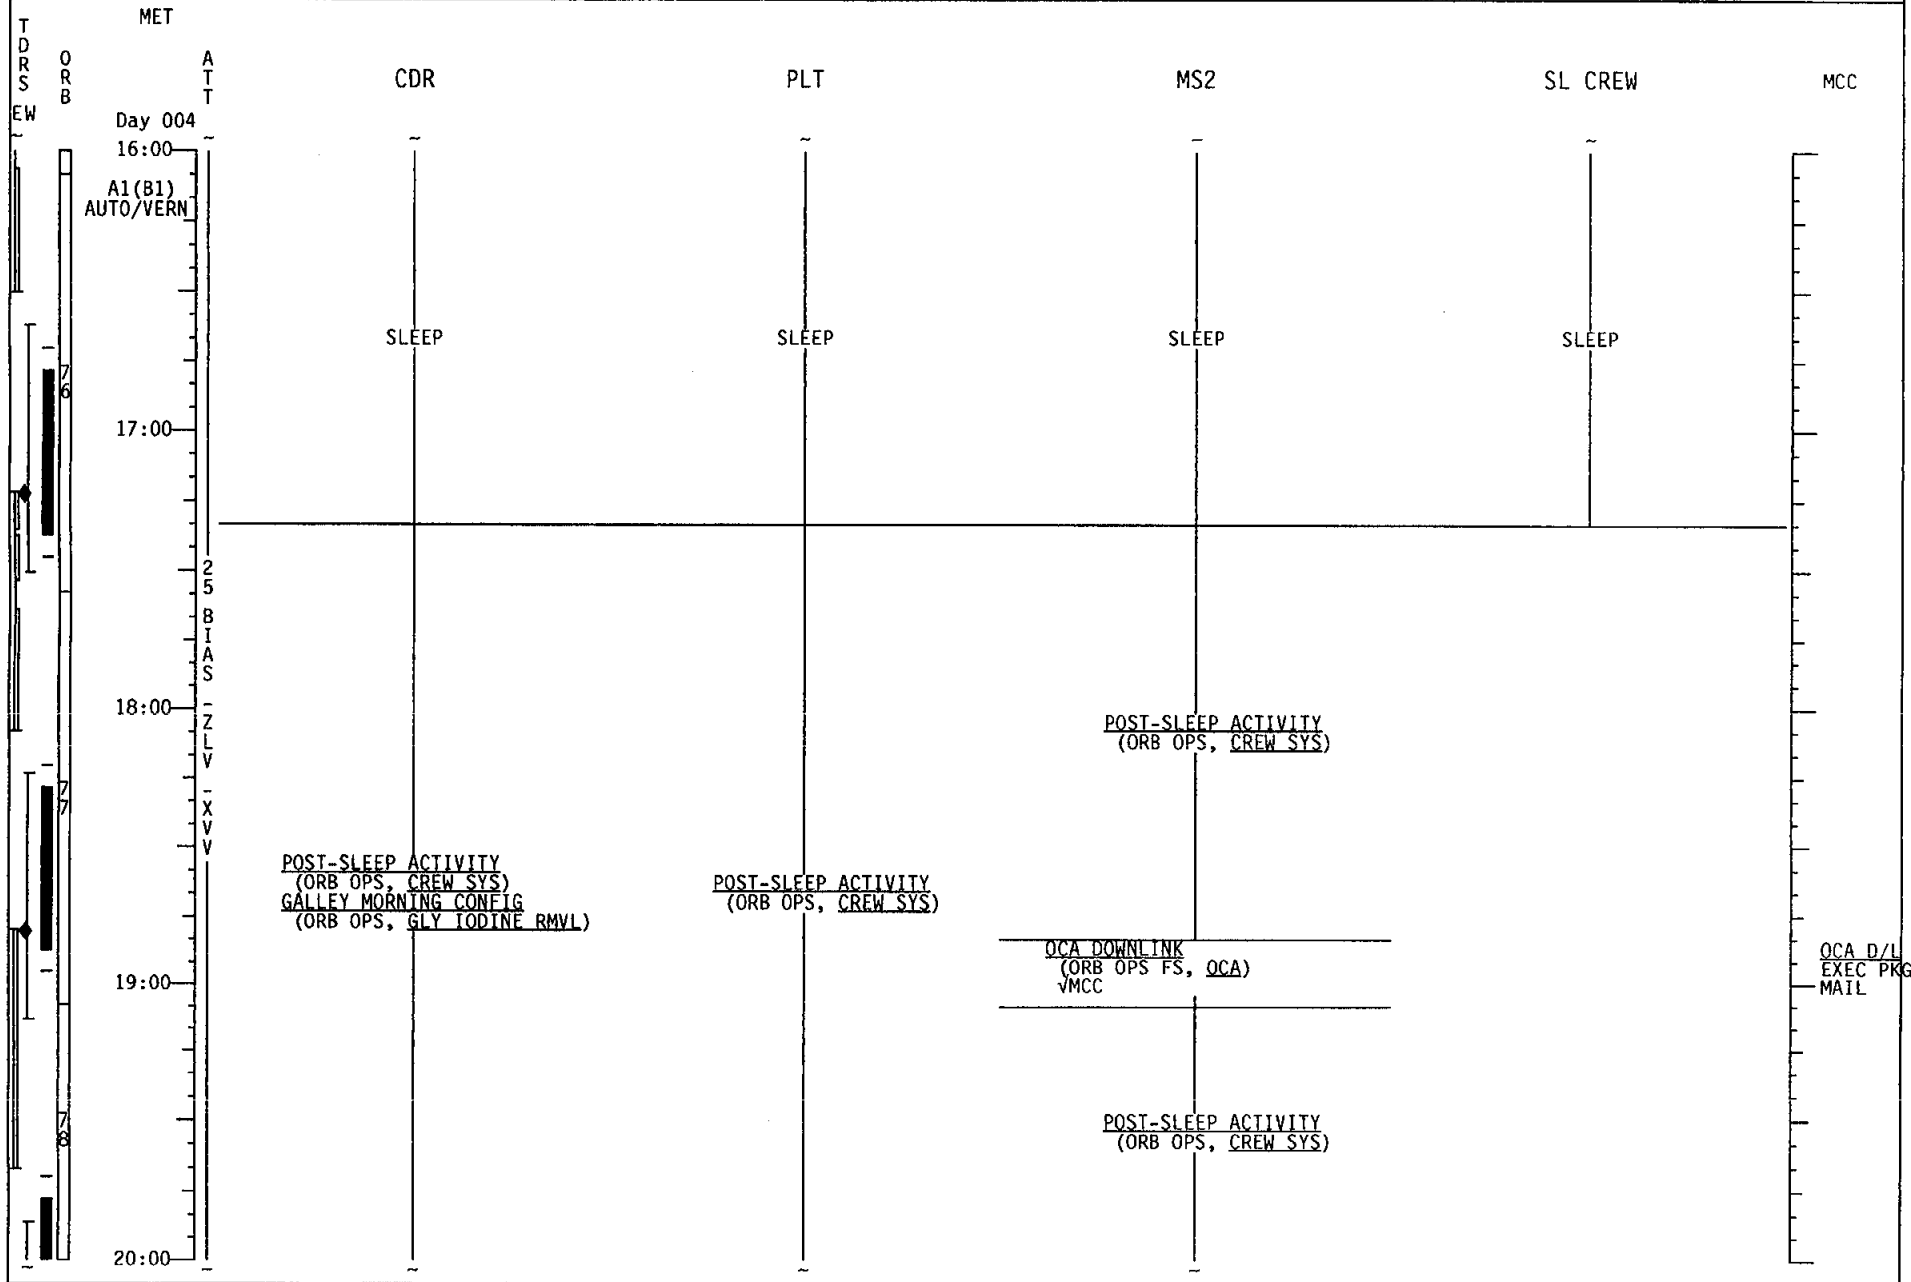 MET
TDRS
EW
ORB
ATT
CDR
PLT
MS2
SL CREW
MCC
Day 004
16:00
A1(B1)
AUTO/VERN
SLEEP SLEEP SLEEP SLEEP
76
17:00
25 BIAS -ZLV -XVV
18:00
POST-SLEEP ACTIVITY
(ORB OPS, CREW SYS)
77
POST-SLEEP ACTIVITY
(ORB OPS, CREW SYS)
GALLEY MORNING CONFIG
(ORB OPS, GLY IODINE RMVL)
POST-SLEEP ACTIVITY
(ORB OPS, CREW SYS)
OCA DOWNLINK
(ORB OPS FS, OCA)
√MCC
OCA D/L
EXEC PKG
MAIL
19:00
78
POST-SLEEP ACTIVITY
(ORB OPS, CREW SYS)
20:00